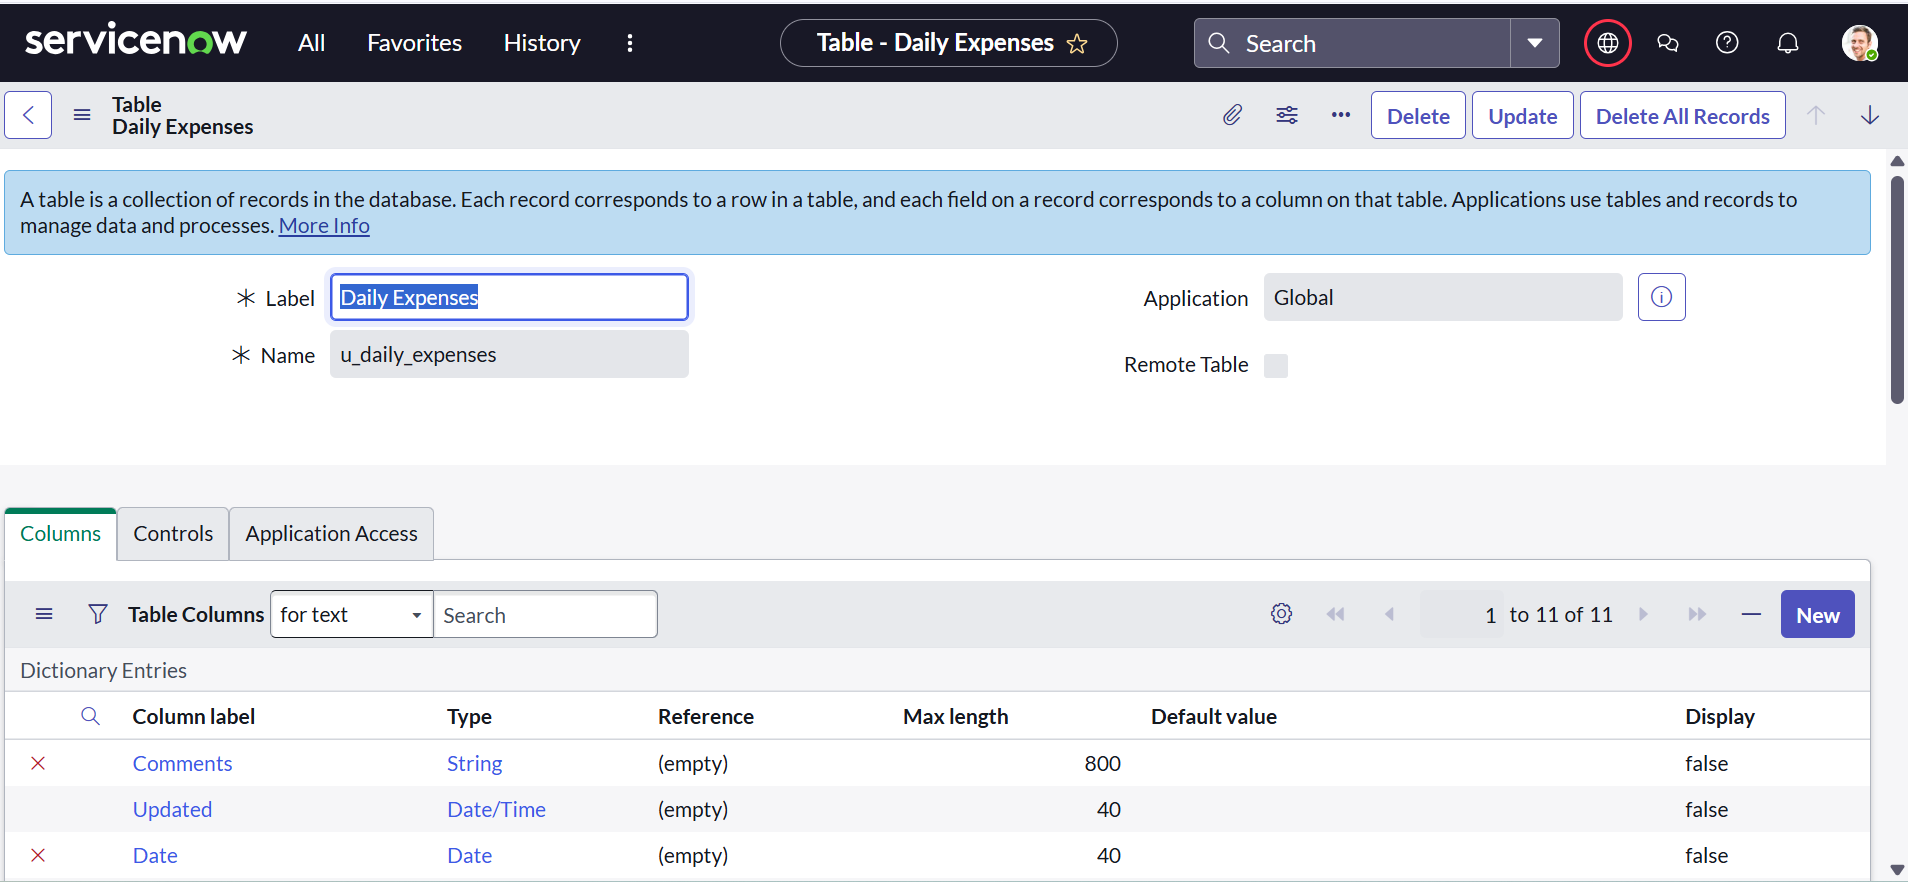 servicenow All Favorites History Table - Daily Expenses Search
Table
Daily Expenses
Delete Update Delete All Records
A table is a collection of records in the database. Each record corresponds to a row in a table, and each field on a record corresponds to a column on that table. Applications use tables and records to
manage data and processes. More Info
Label Daily Expenses Application Global
Name u_daily_expenses Remote Table
Columns Controls Application Access
Table Columns for text Search 1 to 11 of 11 New
Dictionary Entries
Column label Type Reference Max length Default value Display
Comments String (empty) 800 false
Updated Date/Time (empty) 40 false
Date Date (empty) 40 false